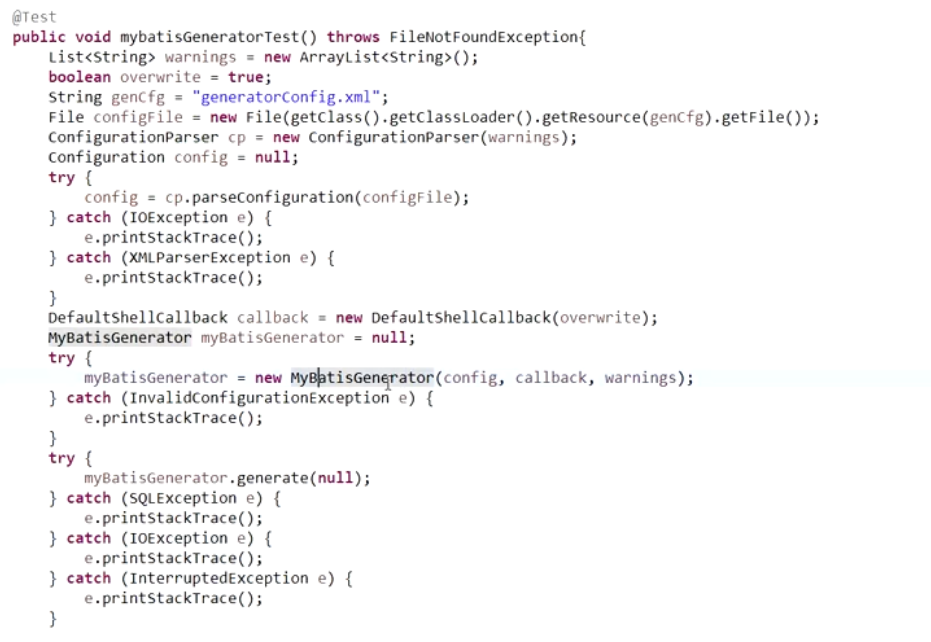 @Test
public void mybatisGeneratorTest() throws FileNotFoundException{
    List<String> warnings = new ArrayList<String>();
    boolean overwrite = true;
    String genCfg = "generatorConfig.xml";
    File configFile = new File(getClass().getClassLoader().getResource(genCfg).getFile());
    ConfigurationParser cp = new ConfigurationParser(warnings);
    Configuration config = null;
    try {
        config = cp.parseConfiguration(configFile);
    } catch (IOException e) {
        e.printStackTrace();
    } catch (XMLParserException e) {
        e.printStackTrace();
    }
    DefaultShellCallback callback = new DefaultShellCallback(overwrite);
    MyBatisGenerator myBatisGenerator = null;
    try {
        myBatisGenerator = new MyBatisGenerator(config, callback, warnings);
    } catch (InvalidConfigurationException e) {
        e.printStackTrace();
    }
    try {
        myBatisGenerator.generate(null);
    } catch (SQLException e) {
        e.printStackTrace();
    } catch (IOException e) {
        e.printStackTrace();
    } catch (InterruptedException e) {
        e.printStackTrace();
    }